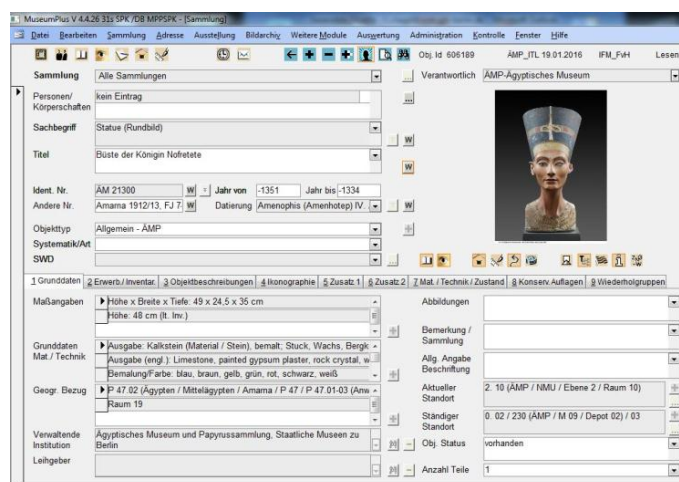 MuseumPlus V 4.4.26 31s SPK /DB MPPSPK - [Sammlung]
Datei Bearbeiten Sammlung Adresse Ausstellung Bildarchiv Weitere Module Auswertung Administration Kontrolle Fenster Hilfe
Obj. Id 606189 ÄMP_ITL 19.01.2016 IFM_FvH Lesen
Sammlung Alle Sammlungen ... Verantwortlich ÄMP-Ägyptisches Museum
Personen/ kein Eintrag ...
Körperschaften
Sachbegriff Statue (Rundbild) W
Titel Büste der Königin Nofretete W
Ident. Nr. ÄM 21300 W Jahr von -1351 Jahr bis -1334
Andere Nr. Amarna 1912/13, FJ 7 W Datierung Amenophis (Amenhotep) IV. W
Objekttyp Allgemein - ÄMP
Systematik/Art
SWD ...
1 Grunddaten 2 Erwerb./ Inventar. 3 Objektbeschreibungen 4 Ikonographie 5 Zusatz 1 6 Zusatz 2 7 Mat. / Technik / Zustand 8 Konserv. Auflagen 9 Wiederholgruppen
Maßangaben Höhe x Breite x Tiefe: 49 x 24,5 x 35 cm Abbildungen
Höhe: 48 cm (lt. Inv.)
Grunddaten Ausgabe: Kalkstein (Material / Stein), bemalt; Stuck, Wachs, Bergk Bemerkung /
Mat./ Technik Ausgabe (engl.): Limestone, painted gypsum plaster, rock crystal, w Sammlung
Bemalung/Farbe: blau, braun, gelb, grün, rot, schwarz, weiß Allg. Angabe
Beschriftung
Geogr. Bezug P 47.02 (Ägypten / Mittelägypten / Amarna / P 47 / P 47.01-03 (Anw Aktueller 2. 10 (ÄMP / NMU / Ebene 2 / Raum 10)
Raum 19 Standort
Ständiger 0. 02 / 230 (ÄMP / M 09 / Depot 02) / 03
Standort
Verwaltende Ägyptisches Museum und Papyrussammlung, Staatliche Museen zu Obj. Status vorhanden
Institution Berlin
Leihgeber Anzahl Teile 1